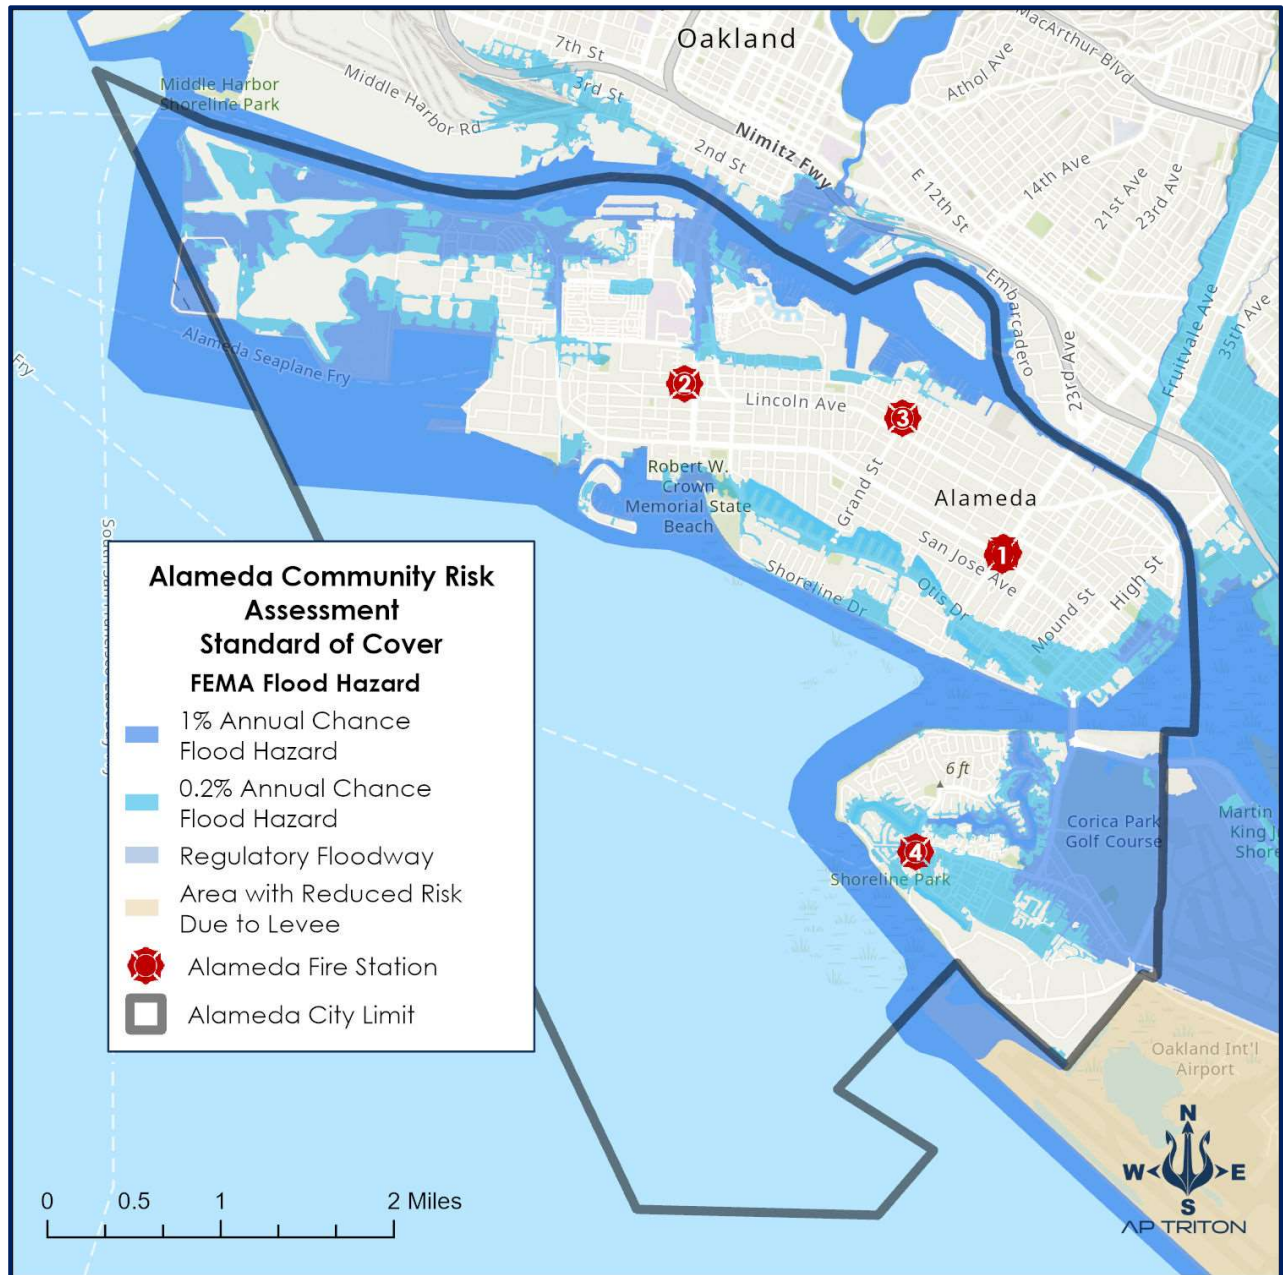 Oakland
7th St
3rd St
2nd St
Nimitz Fwy
MacArthur Blvd
Athol Ave
E 12th St
14th Ave
21st Ave
23rd Ave
Middle Harbor
Shoreline Park
Middle Harbor Rd
Embarcadero
23rd Ave
Fruitvale Ave
35th Ave
Fry
Alameda Seaplane Fry
2
Lincoln Ave
3
Robert W.
Crown
Memorial State
Beach
Grand St
Alameda
1
San Jose Ave
Shoreline Dr
Otis Dr
Mound St
High St
6 ft
Corica Park
Golf Course
Martin
King J
Shore
4
Shoreline Park
Oakland Int'l
Airport
Alameda Community Risk
Assessment
Standard of Cover
FEMA Flood Hazard
1% Annual Chance
Flood Hazard
0.2% Annual Chance
Flood Hazard
Regulatory Floodway
Area with Reduced Risk
Due to Levee
Alameda Fire Station
Alameda City Limit
0 0.5 1 2 Miles
N
W E
S
AP TRITON